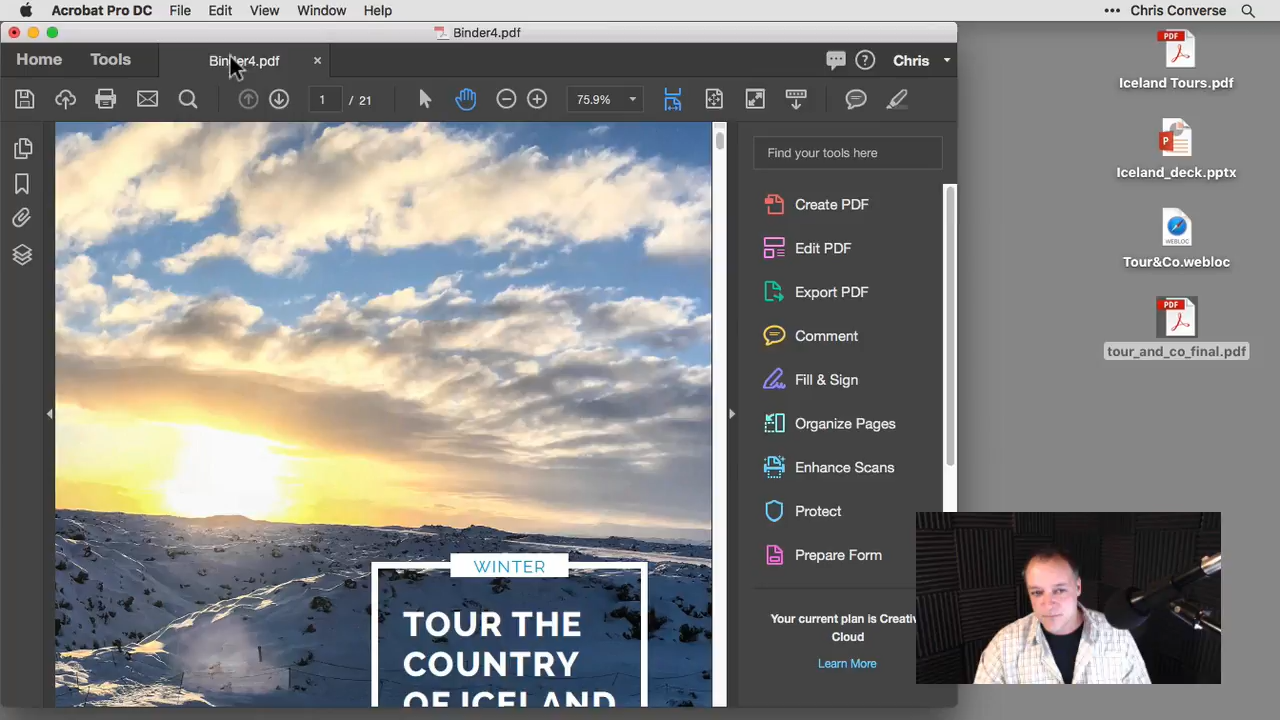 Acrobat Pro DC File Edit View Window Help ••• Chris Converse
Binder4.pdf
Home Tools Binder4.pdf × ? Chris
1 / 21 75.9%
Find your tools here
Create PDF
Edit PDF
Export PDF
Comment
Fill & Sign
Organize Pages
Enhance Scans
Protect
Prepare Form
Your current plan is Creativ
Cloud
Learn More
WINTER
TOUR THE
COUNTRY
OF ICELAND
PDF
Iceland Tours.pdf
P
Iceland_deck.pptx
WEBLOC
Tour&Co.webloc
PDF
tour_and_co_final.pdf